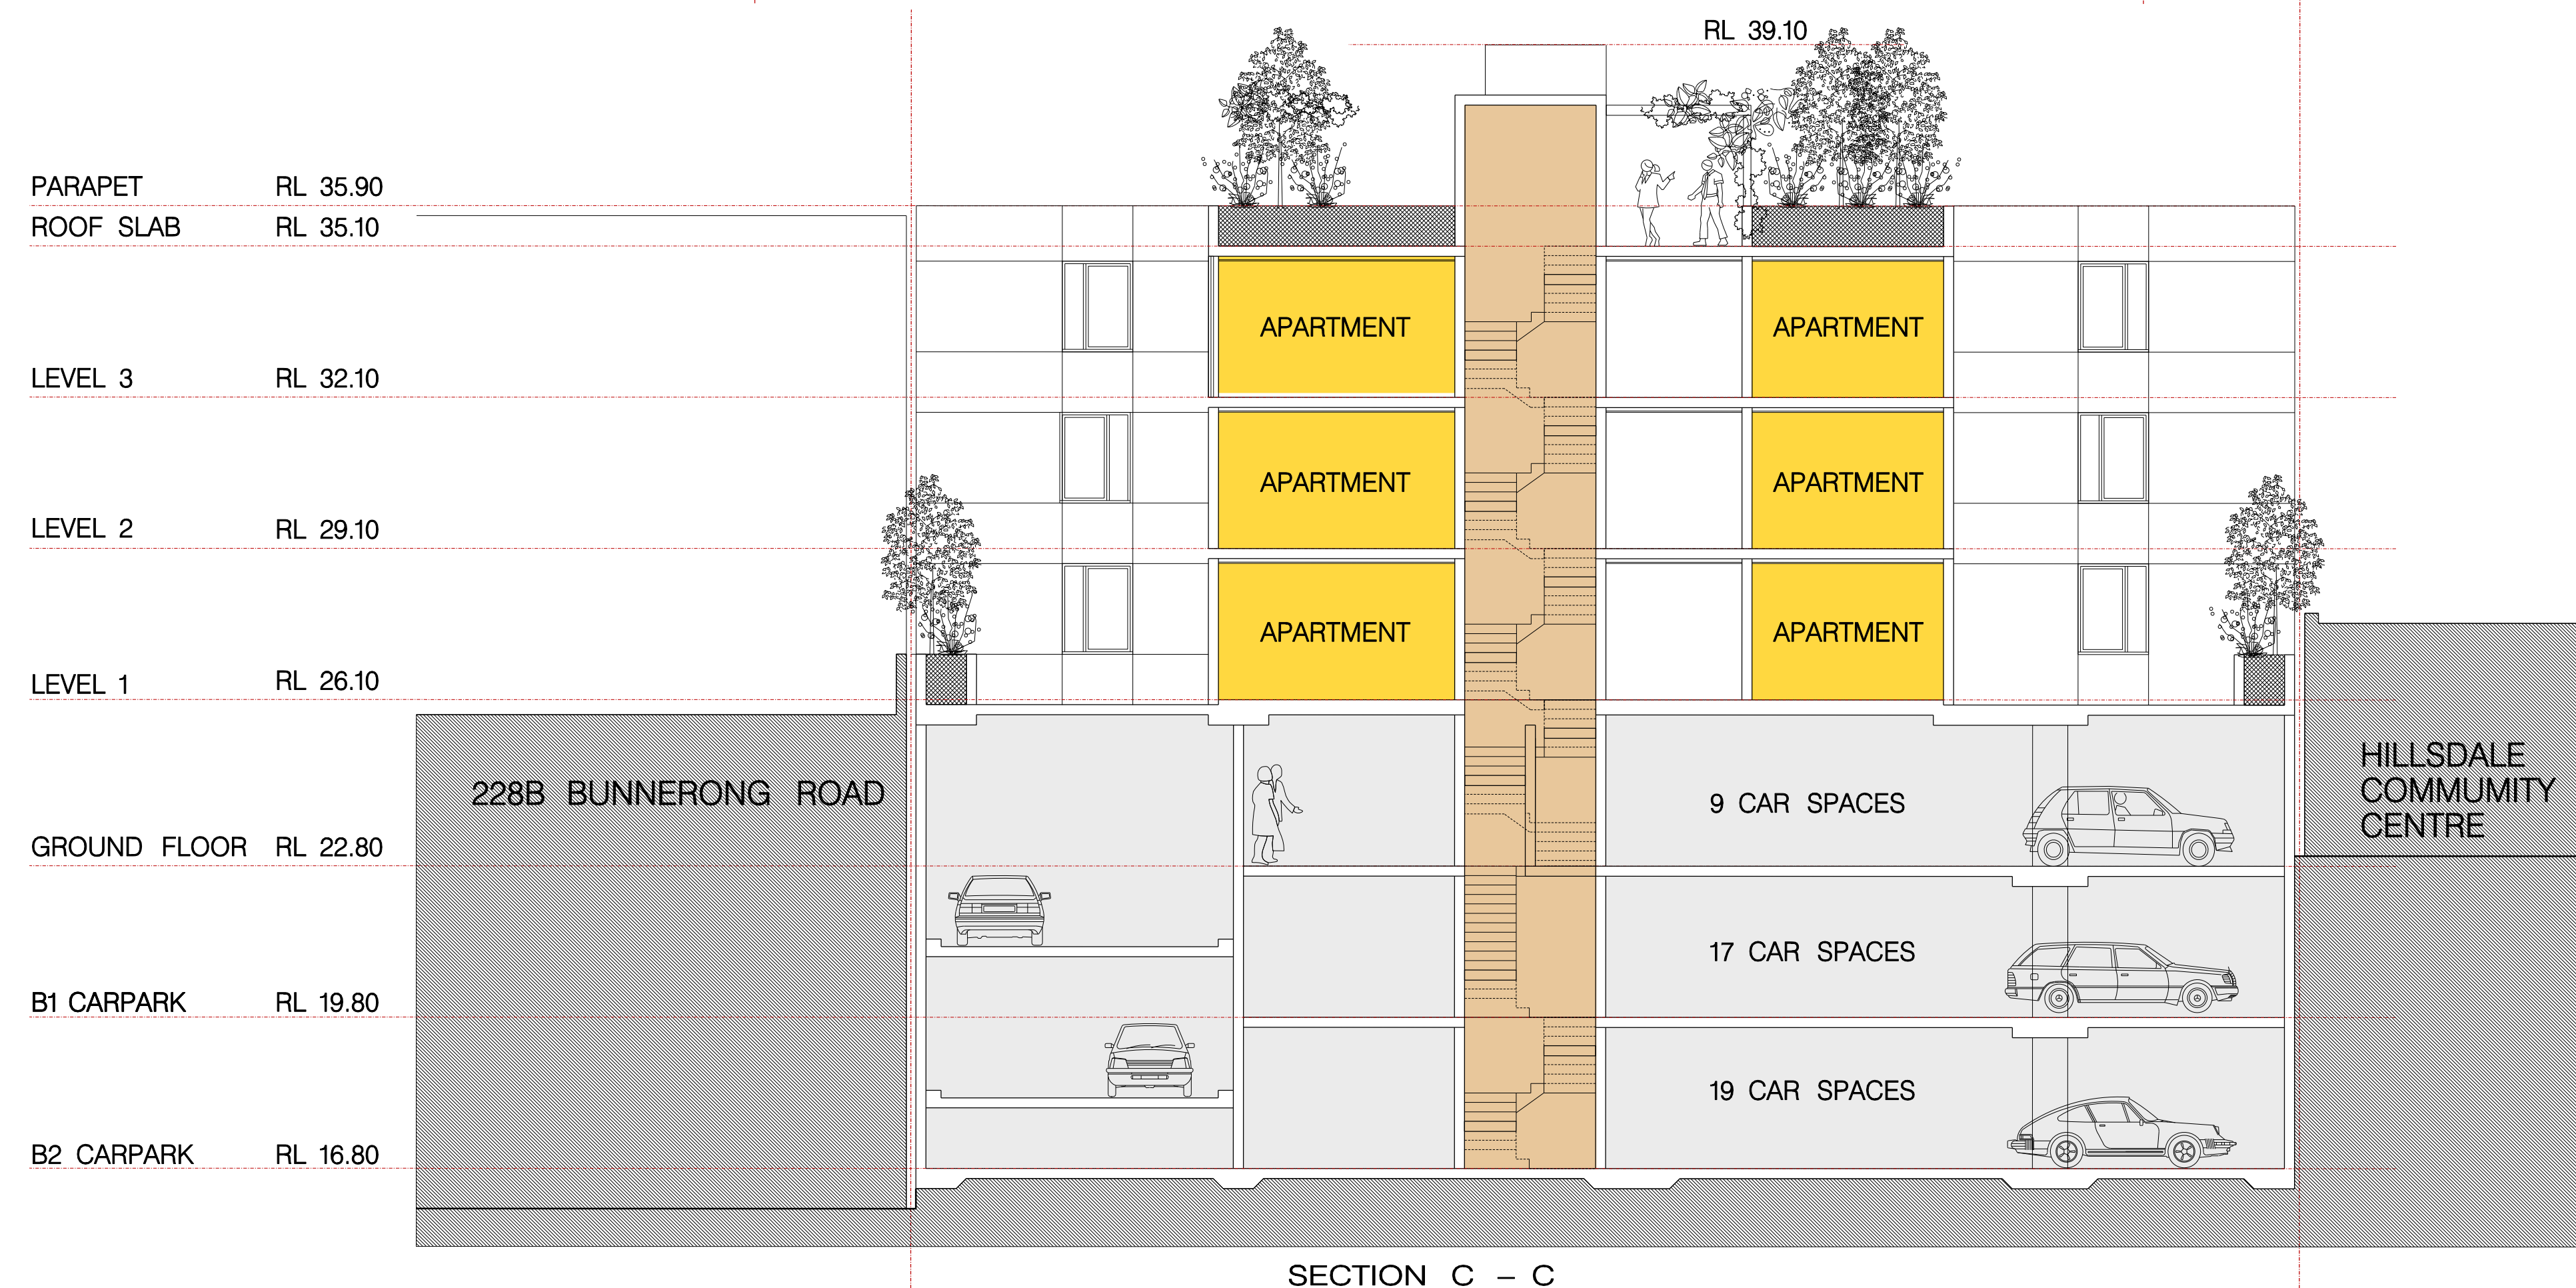 RL 39.10
PARAPET RL 35.90
ROOF SLAB RL 35.10
APARTMENT APARTMENT
LEVEL 3 RL 32.10
APARTMENT APARTMENT
LEVEL 2 RL 29.10
APARTMENT APARTMENT
LEVEL 1 RL 26.10
228B BUNNERONG ROAD
9 CAR SPACES
HILLSDALE
COMMUMITY
CENTRE
GROUND FLOOR RL 22.80
17 CAR SPACES
B1 CARPARK RL 19.80
19 CAR SPACES
B2 CARPARK RL 16.80
SECTION C - C